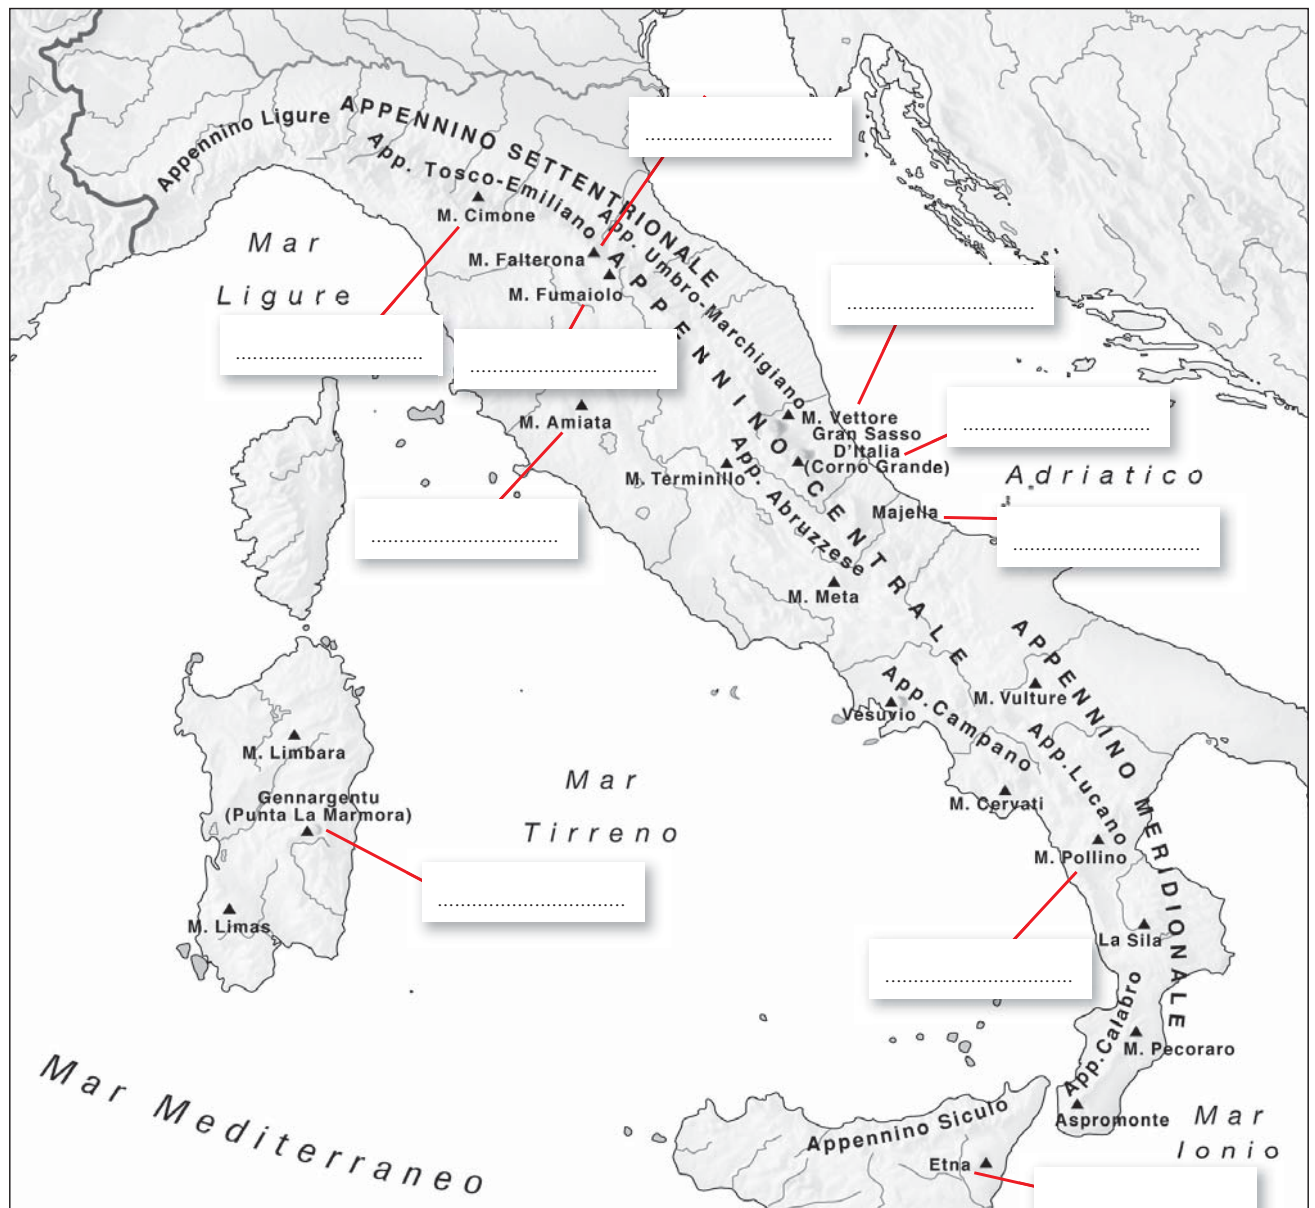 APPENNINO SETTENTRIONALE
Appennino Ligure
App. Tosco-Emiliano
..............................
M. Cimone
App. Umbro-Marchigiano
Mar
Ligure
M. Falterona
M. Fumaiolo
APPENNINO CENTRALE
..............................
..............................
..............................
M. Amiata
M. Vettore
Gran Sasso
D'Italia
(Corno Grande)
..............................
M. Terminillo
App. Abruzzese
Adriatico
Majella
..............................
..............................
M. Meta
APPENNINO MERIDIONALE
App. Campano
M. Vulture
Vesuvio
App. Lucano
M. Limbara
Mar
Tirreno
Gennargentu
(Punta La Marmora)
M. Cervati
M. Pollino
..............................
M. Limas
La Sila
..............................
App. Calabro
M. Pecoraro
Mar Mediterraneo
Appennino Siculo
Aspromonte
Mar
Ionio
Etna